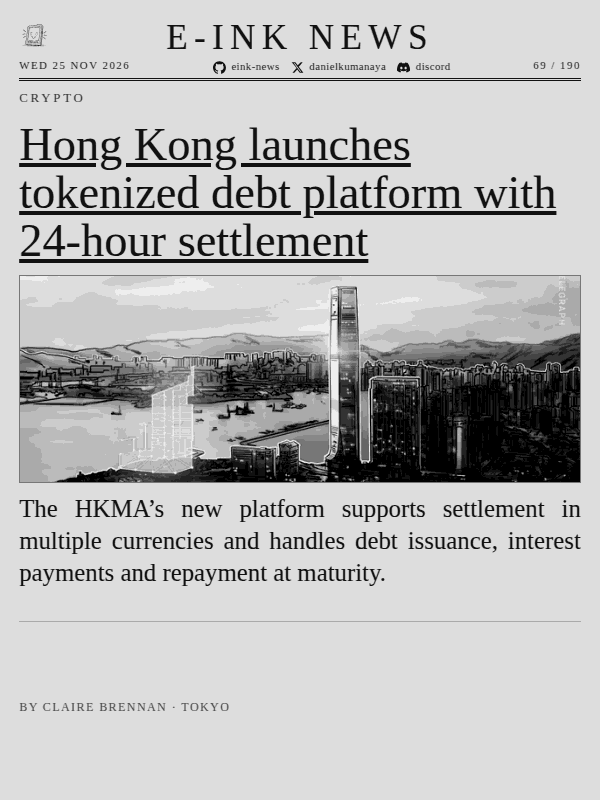 E-INK NEWS
WED 25 NOV 2026
eink-news danielkumanaya discord
69 / 190
CRYPTO
Hong Kong launches
tokenized debt platform with
24-hour settlement
The HKMA’s new platform supports settlement in
multiple currencies and handles debt issuance, interest
payments and repayment at maturity.
BY CLAIRE BRENNAN · TOKYO